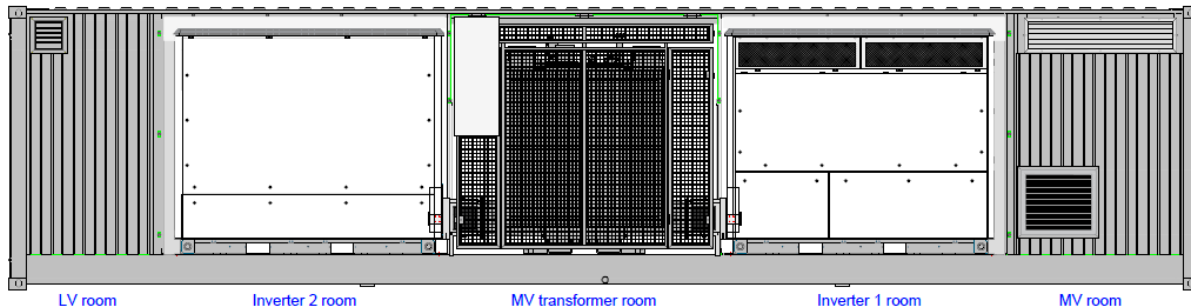 LV room
Inverter 2 room
MV transformer room
Inverter 1 room
MV room